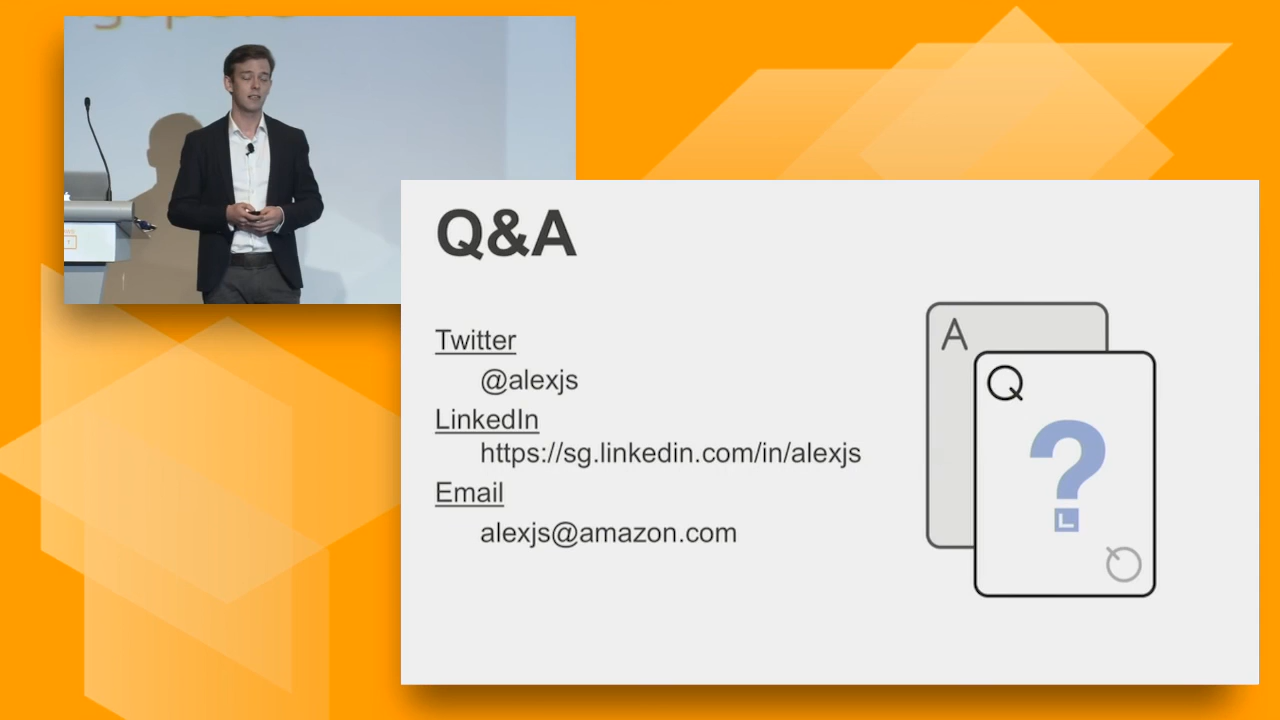 Q&A
Twitter
@alexjs
LinkedIn
https://sg.linkedin.com/in/alexjs
Email
alexjs@amazon.com
A
Q
?
L
Q